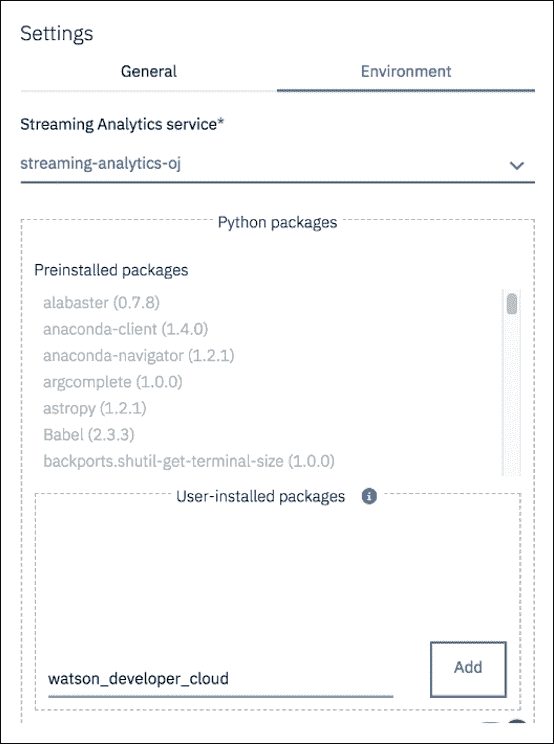 Settings
General
Environment
Streaming Analytics service*
streaming-analytics-oj
Python packages
Preinstalled packages
alabaster (0.7.8)
anaconda-client (1.4.0)
anaconda-navigator (1.2.1)
argcomplete (1.0.0)
astropy (1.2.1)
Babel (2.3.3)
backports.shutil-get-terminal-size (1.0.0)
User-installed packages
watson_developer_cloud
Add